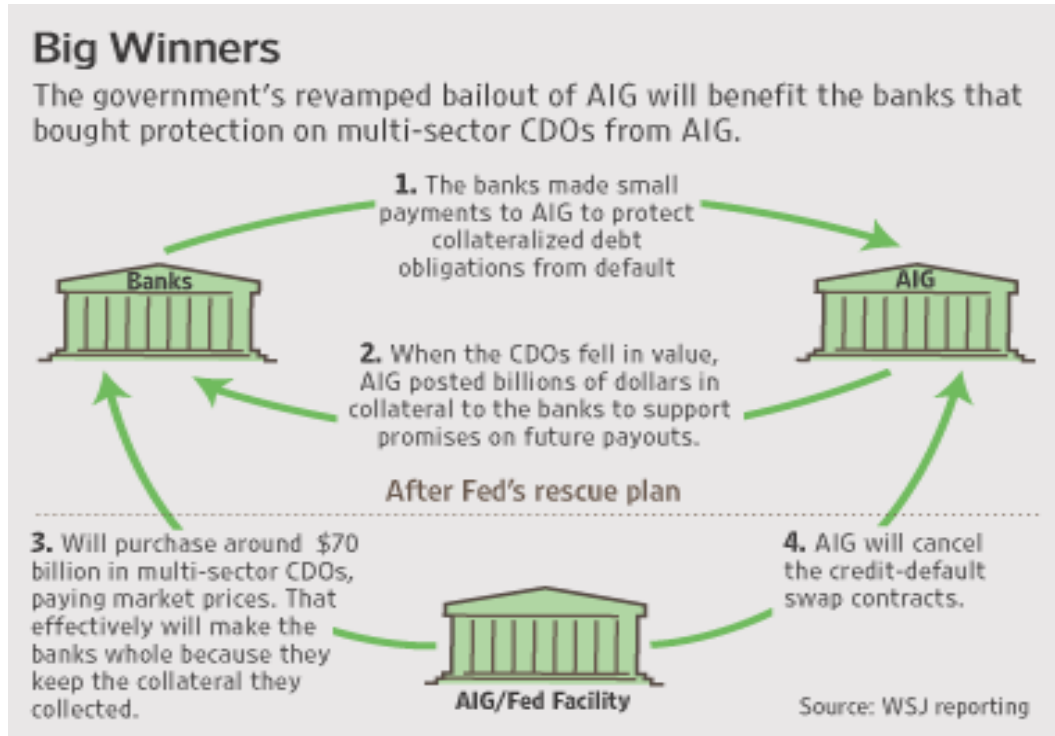 Big Winners
The government's revamped bailout of AIG will benefit the banks that
bought protection on multi-sector CDOs from AIG.
1. The banks made small
payments to AIG to protect
collateralized debt
obligations from default
Banks
AIG
2. When the CDOs fell in value,
AIG posted billions of dollars in
collateral to the banks to support
promises on future payouts.
After Fed's rescue plan
3. Will purchase around $70
billion in multi-sector CDOs,
paying market prices. That
effectively will make the
banks whole because they
keep the collateral they
collected.
4. AIG will cancel
the credit-default
swap contracts.
AIG/Fed Facility
Source: WSJ reporting